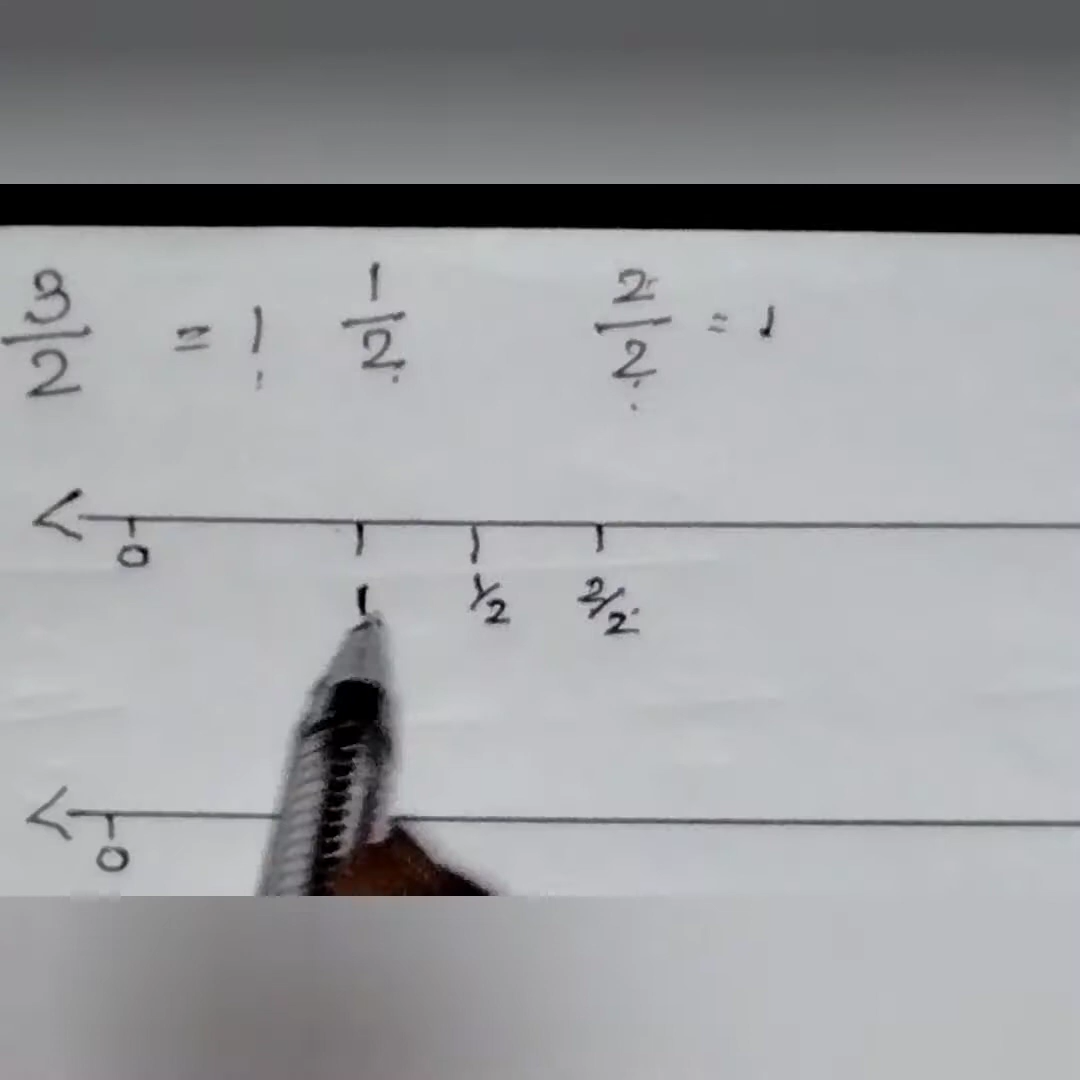 3/2 = 1 1/2 2/2 = 1
0 1 1/2 2/2
0